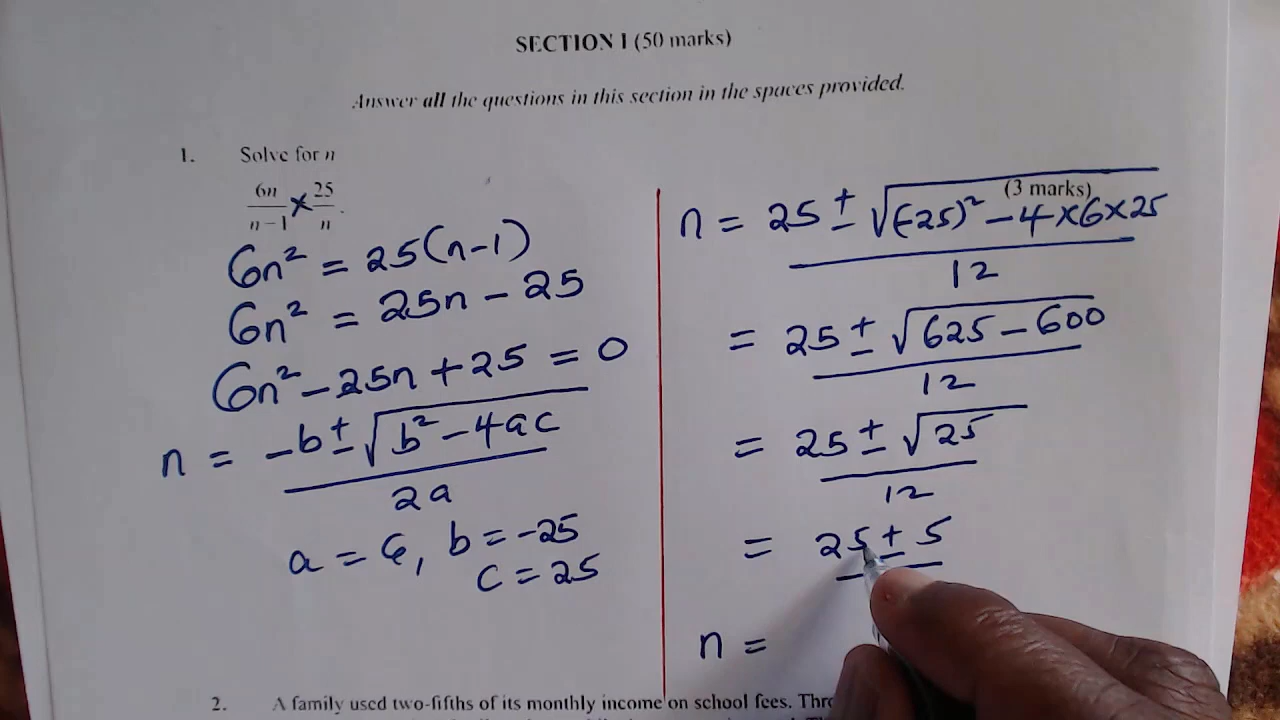 SECTION I (50 marks)
Answer all the questions in this section in the spaces provided.
1. Solve for n
6n/n-1 × 25/n.
6n² = 25(n-1)
6n² = 25n - 25
6n² - 25n + 25 = 0
n = -b ± √b² - 4ac / 2a
a = 6, b = -25
c = 25
(3 marks)
n = 25 ± √(-25)² - 4×6×25 / 12
= 25 ± √625 - 600 / 12
= 25 ± √25 / 12
= 25 ± 5
n =
2. A family used two-fifths of its monthly income on school fees.